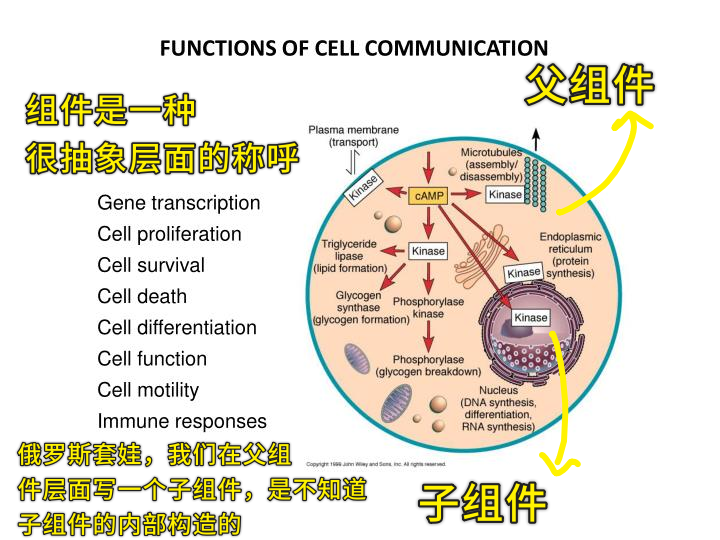 FUNCTIONS OF CELL COMMUNICATION
父组件
组件是一种
很抽象层面的称呼
Gene transcription
Cell proliferation
Cell survival
Cell death
Cell differentiation
Cell function
Cell motility
Immune responses
Plasma membrane
(transport)
Kinase
cAMP
Kinase
Microtubules
(assembly/
disassembly)
Triglyceride
lipase
(lipid formation)
Kinase
Endoplasmic
reticulum
(protein
synthesis)
Kinase
Kinase
Glycogen
synthase
(glycogen formation)
Phosphorylase
kinase
Phosphorylase
(glycogen breakdown)
Nucleus
(DNA synthesis,
differentiation,
RNA synthesis)
Copyright 1999 John Wiley and Sons, Inc. All rights reserved.
俄罗斯套娃，我们在父组
件层面写一个子组件，是不知道
子组件的内部构造的
子组件